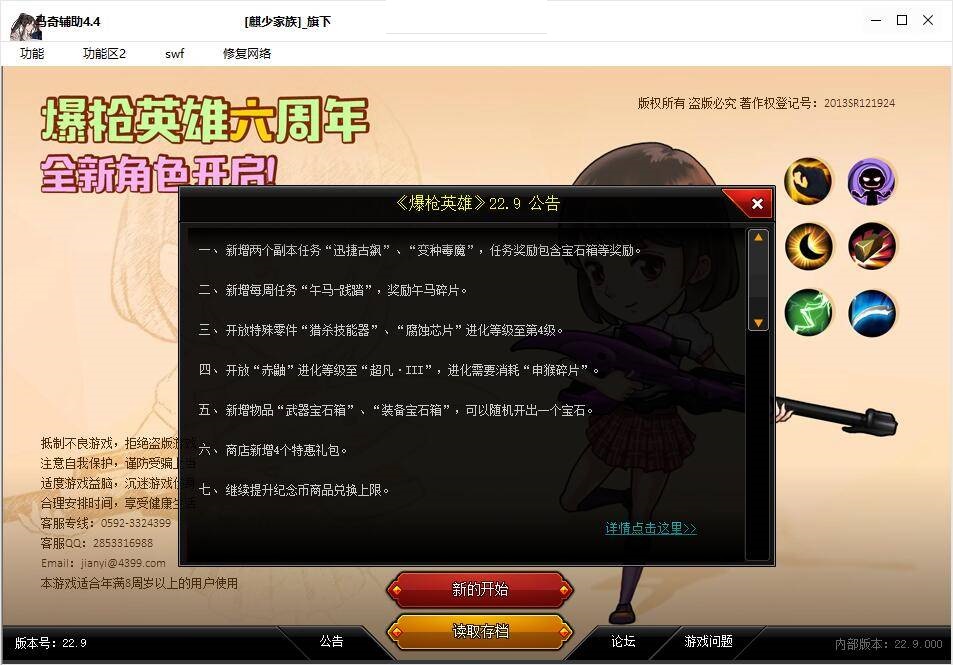 乌奇辅助4.4 [麒少家族]_旗下
功能 功能区2 swf 修复网络
爆枪英雄六周年
全新角色开启!
版权所有 盗版必究 著作权登记号：2013SR121924
《爆枪英雄》22.9 公告
一、新增两个副本任务“迅捷古飙”、“变种毒魔”，任务奖励包含宝石箱等奖励。
二、新增每周任务“午马-践踏”，奖励午马碎片。
三、开放特殊零件“猎杀技能器”、“腐蚀芯片”进化等级至第4级。
四、开放“赤鼬”进化等级至“超凡·III”，进化需要消耗“申猴碎片”。
五、新增物品“武器宝石箱”、“装备宝石箱”，可以随机开出一个宝石。
六、商店新增4个特惠礼包。
七、继续提升纪念币商品兑换上限。
详情点击这里>>
抵制不良游戏，拒绝盗版游戏
注意自我保护，谨防受骗上当
适度游戏益脑，沉迷游戏伤身
合理安排时间，享受健康生活
客服专线：0592-3324399
客服QQ：2853316988
Email：jianyi@4399.com
本游戏适合年满8周岁以上的用户使用
新的开始
读取存档
版本号：22.9 公告 论坛 游戏问题 内部版本：22.9.000